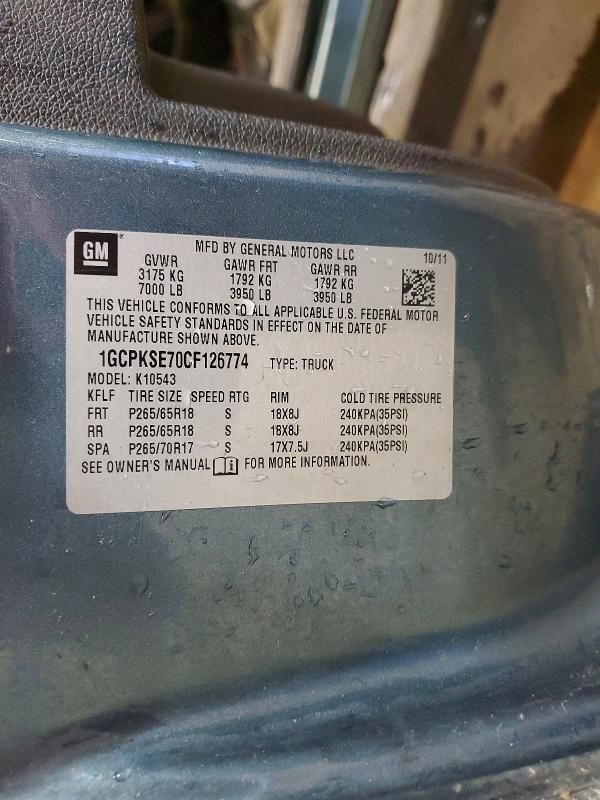 GM ® MFD BY GENERAL MOTORS LLC 10/11
GVWR GAWR FRT GAWR RR
3175 KG 1792 KG 1792 KG
7000 LB 3950 LB 3950 LB
THIS VEHICLE CONFORMS TO ALL APPLICABLE U.S. FEDERAL MOTOR
VEHICLE SAFETY STANDARDS IN EFFECT ON THE DATE OF
MANUFACTURE SHOWN ABOVE.
1GCPKSE70CF126774 TYPE: TRUCK
MODEL: K10543
KFLF TIRE SIZE SPEED RTG RIM COLD TIRE PRESSURE
FRT P265/65R18 S 18X8J 240KPA(35PSI)
RR P265/65R18 S 18X8J 240KPA(35PSI)
SPA P265/70R17 S 17X7.5J 240KPA(35PSI)
SEE OWNER'S MANUAL FOR MORE INFORMATION.